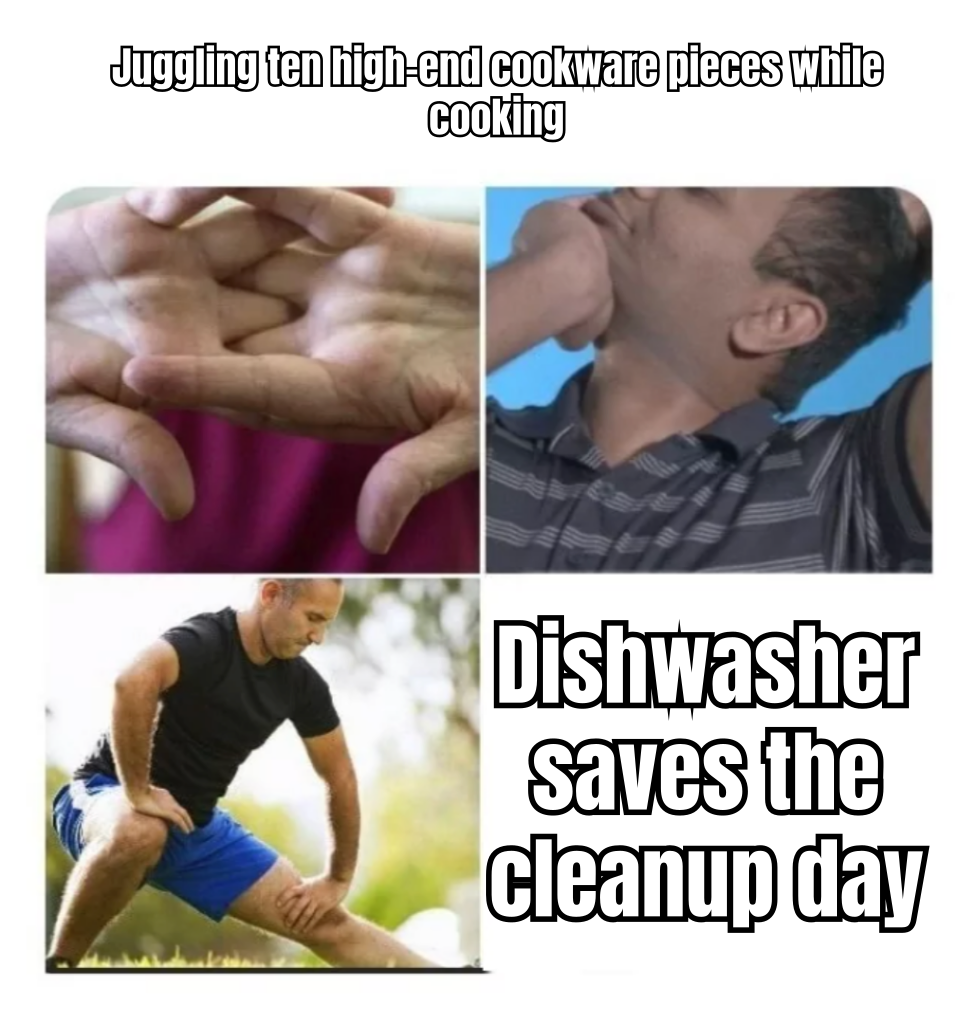 Juggling ten high-end cookware pieces while
cooking
Dishwasher
saves the
cleanup day